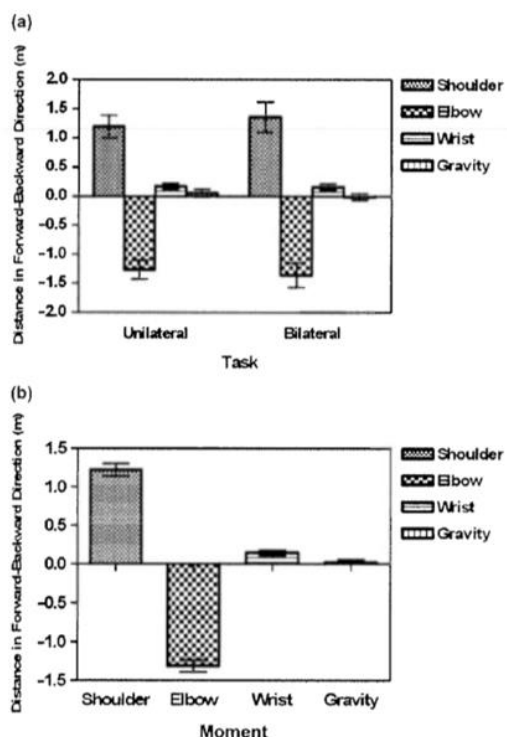 (a)
Distance in Forward-Backward Direction (m)
2.0
1.5
1.0
0.5
0.0
-0.5
-1.0
-1.5
-2.0
Unilateral Bilateral
Task
Shoulder
Elbow
Wrist
Gravity
(b)
Distance in Forward-Backward Direction (m)
1.5
1.0
0.5
0.0
-0.5
-1.0
-1.5
Shoulder Elbow Wrist Gravity
Moment
Shoulder
Elbow
Wrist
Gravity